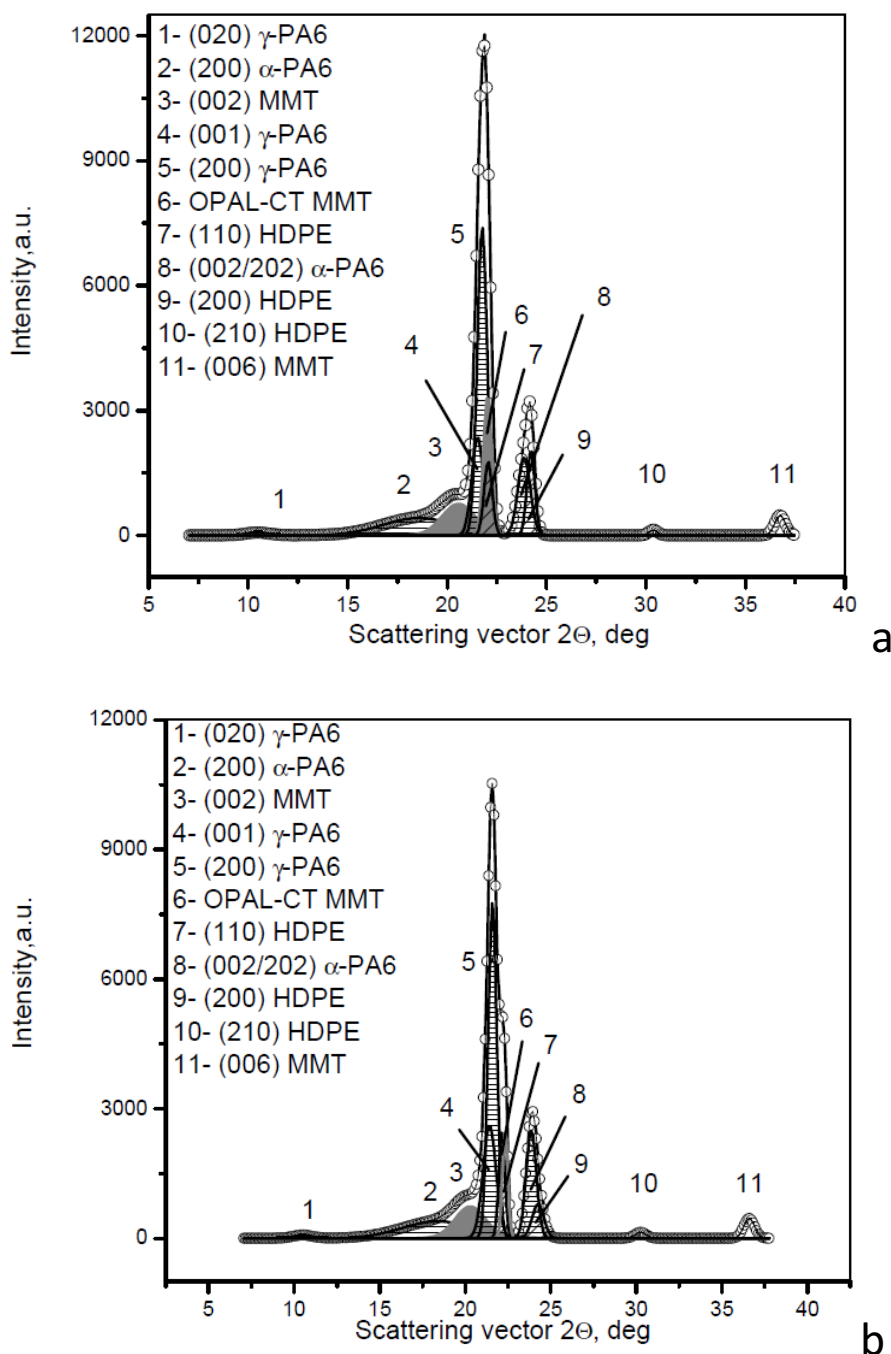 12000
9000
6000
3000
0
Intensity,a.u.
1- (020) γ-PA6
2- (200) α-PA6
3- (002) MMT
4- (001) γ-PA6
5- (200) γ-PA6
6- OPAL-CT MMT
7- (110) HDPE
8- (002/202) α-PA6
9- (200) HDPE
10- (210) HDPE
11- (006) MMT
1 2 3 4 5 6 7 8 9 10 11
5 10 15 20 25 30 35 40
Scattering vector 2Θ, deg
a
12000
9000
6000
3000
0
Intensity,a.u.
1- (020) γ-PA6
2- (200) α-PA6
3- (002) MMT
4- (001) γ-PA6
5- (200) γ-PA6
6- OPAL-CT MMT
7- (110) HDPE
8- (002/202) α-PA6
9- (200) HDPE
10- (210) HDPE
11- (006) MMT
1 2 3 4 5 6 7 8 9 10 11
5 10 15 20 25 30 35 40
Scattering vector 2Θ, deg
b